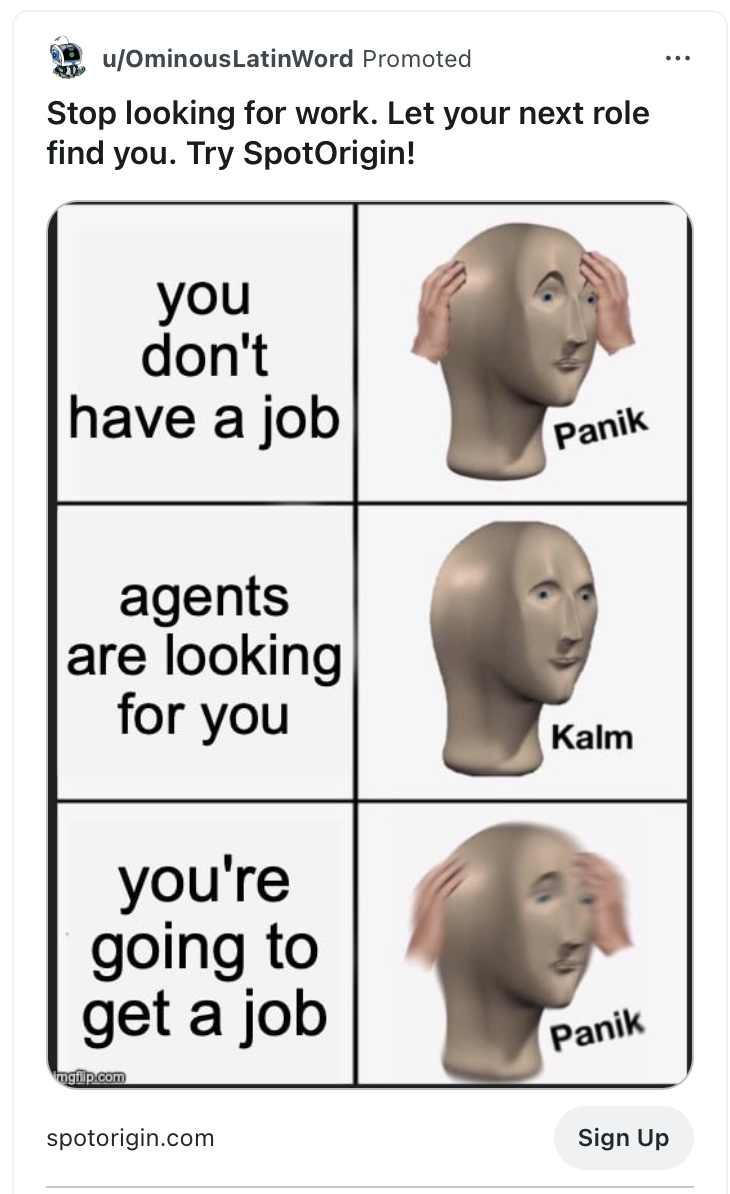 u/OminousLatinWord Promoted
Stop looking for work. Let your next role
find you. Try SpotOrigin!
you
don't
have a job
Panik
agents
are looking
for you
Kalm
you're
going to
get a job
Panik
imgflip.com
spotorigin.com
Sign Up